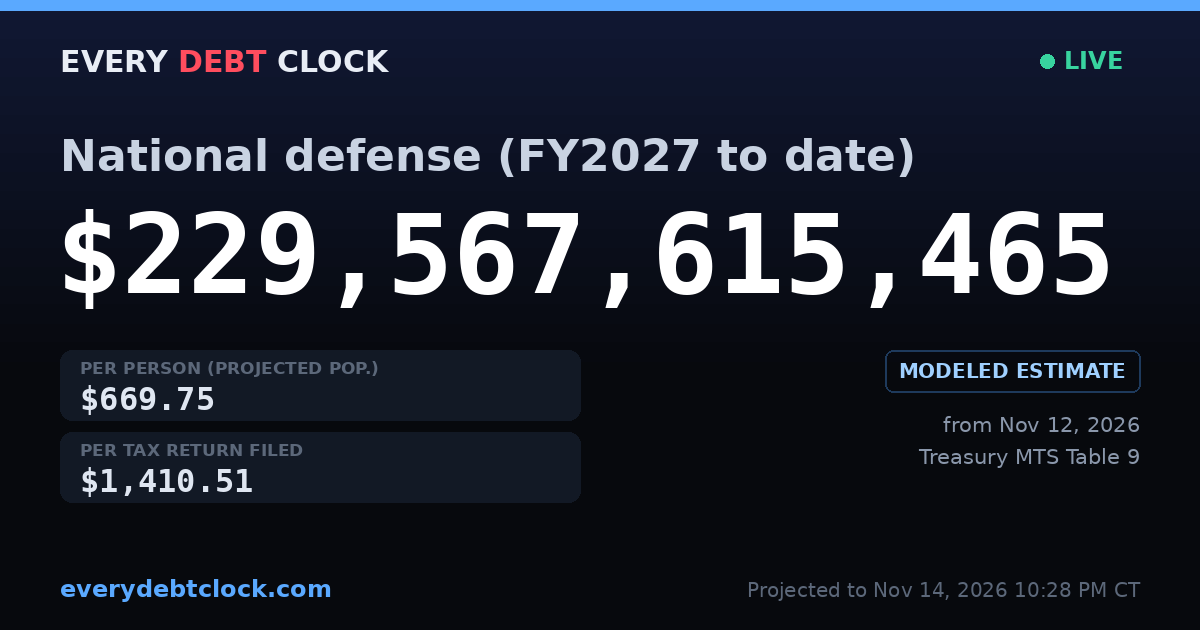 EVERY DEBT CLOCK
LIVE
National defense (FY2027 to date)
$229,567,615,465
PER PERSON (PROJECTED POP.)
$669.75
MODELED ESTIMATE
from Nov 12, 2026
Treasury MTS Table 9
PER TAX RETURN FILED
$1,410.51
everydebtclock.com
Projected to Nov 14, 2026 10:28 PM CT